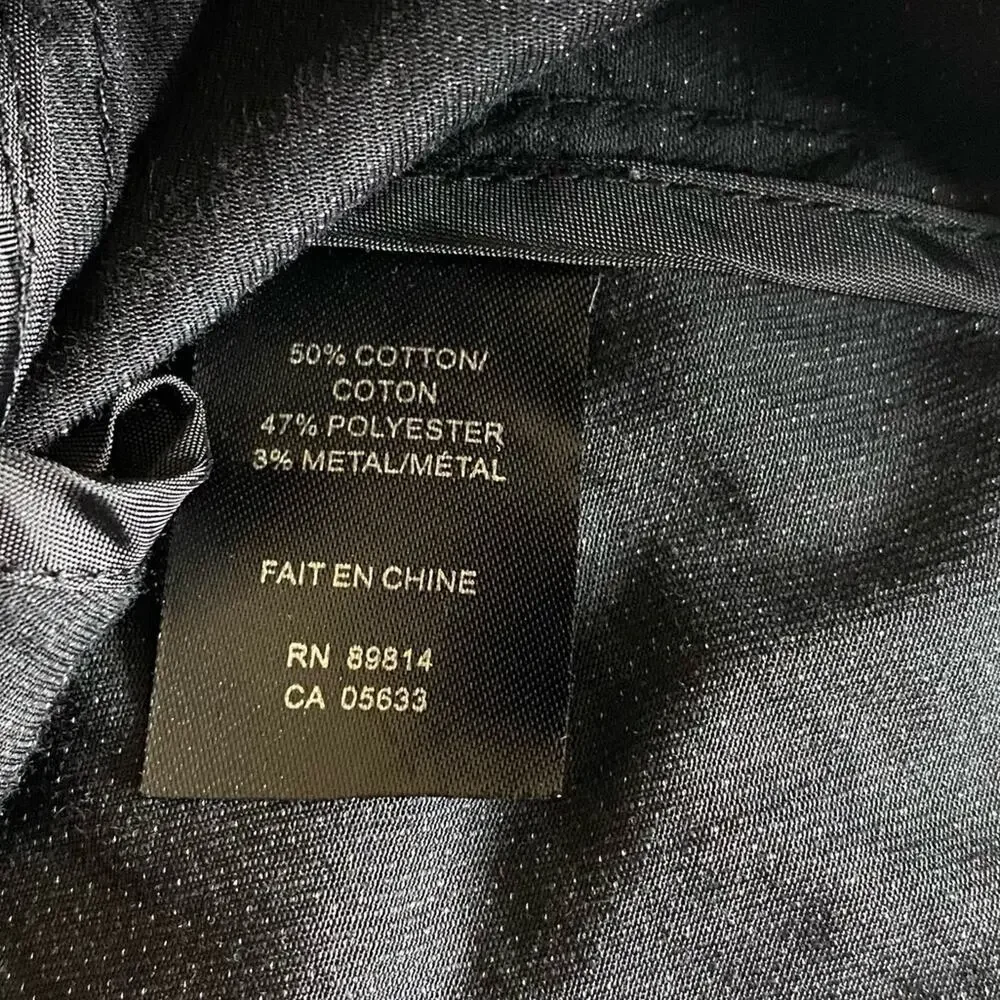 50% COTTON/
COTON
47% POLYESTER
3% METAL/MÉTAL
FAIT EN CHINE
RN 89814
CA 05633